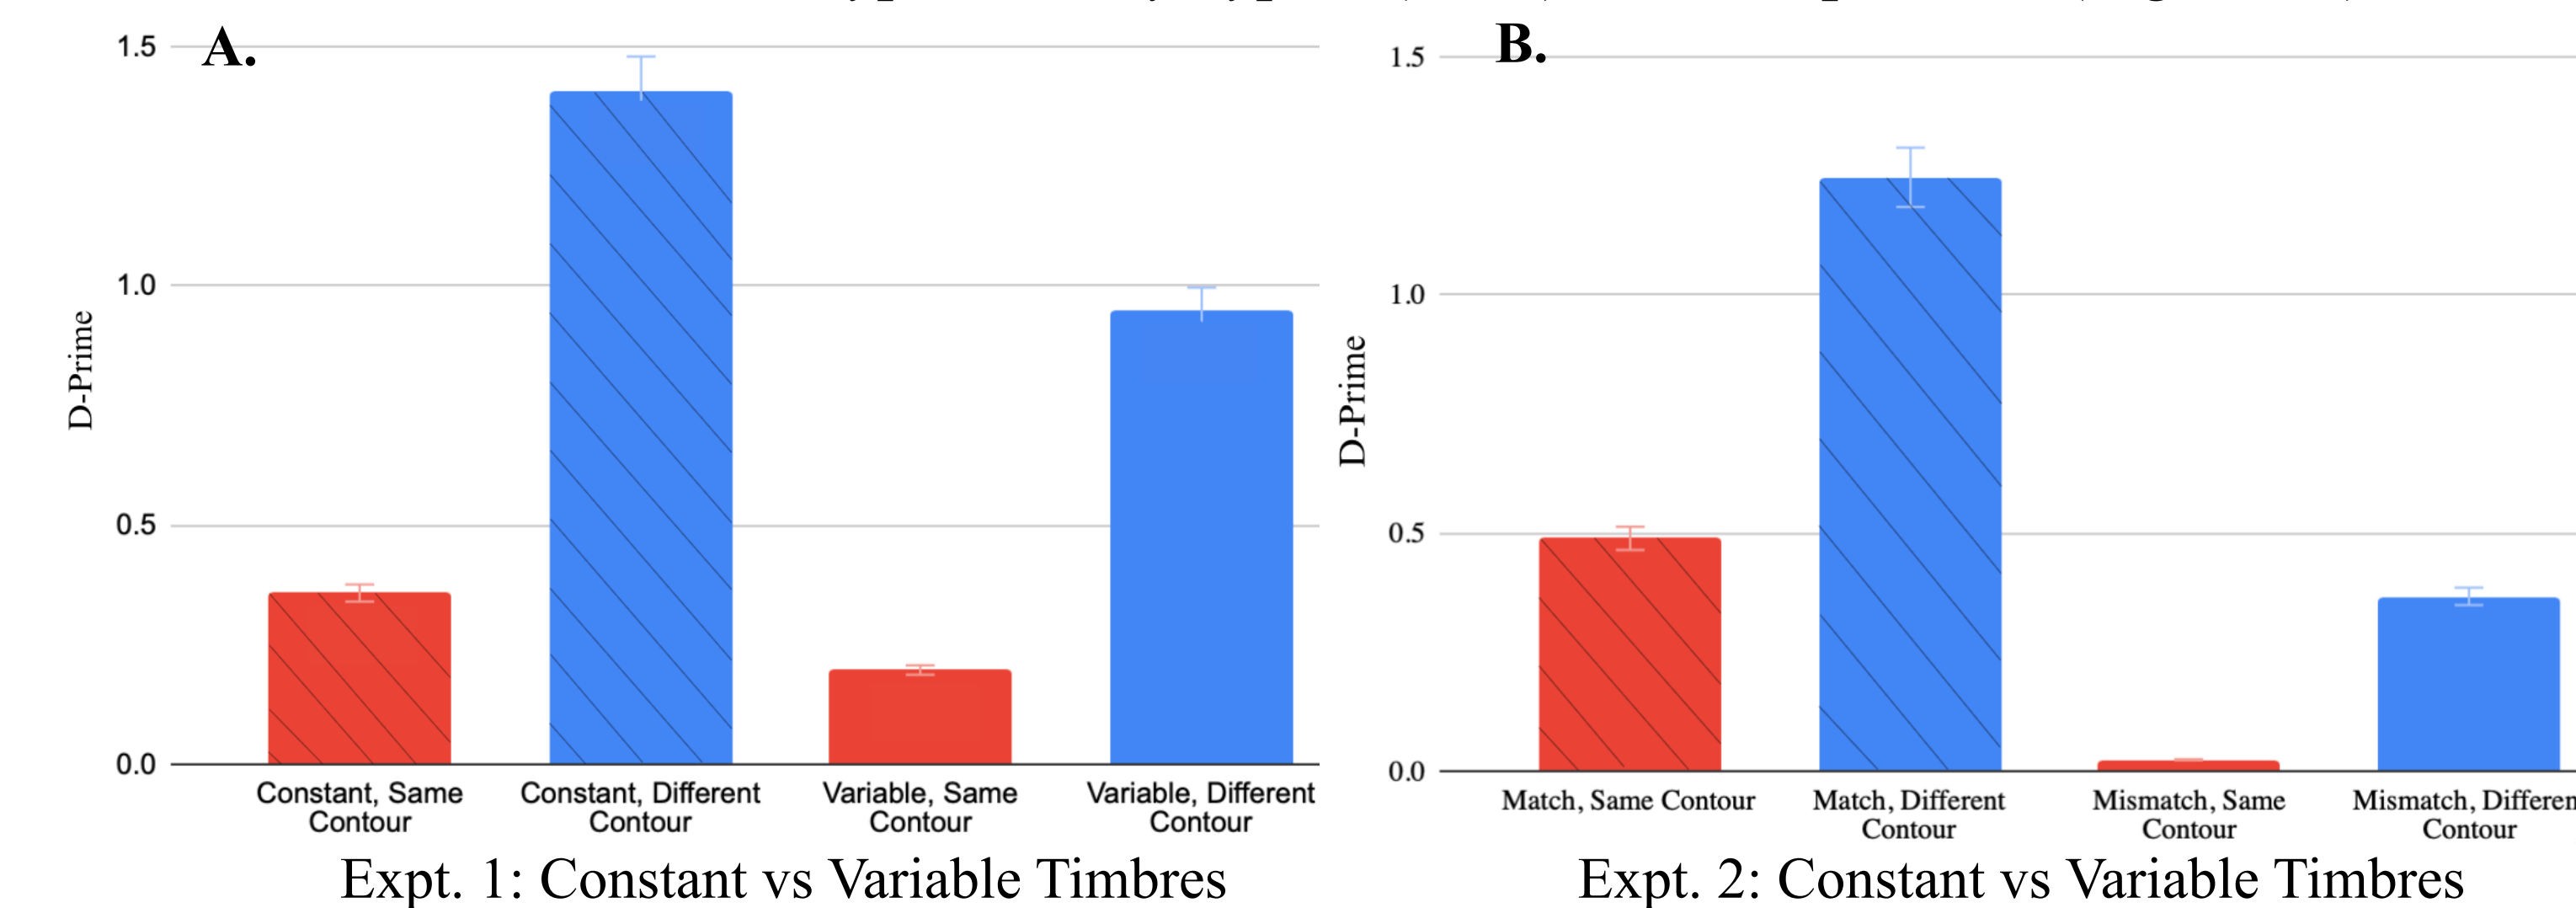 A.
1.5
1.0
0.5
0.0
D-Prime
Constant, Same
Contour
Constant, Different
Contour
Variable, Same
Contour
Variable, Different
Contour
Expt. 1: Constant vs Variable Timbres
B.
1.5
1.0
0.5
0.0
D-Prime
Match, Same Contour
Match, Different
Contour
Mismatch, Same
Contour
Mismatch, Differen
Contour
Expt. 2: Constant vs Variable Timbres